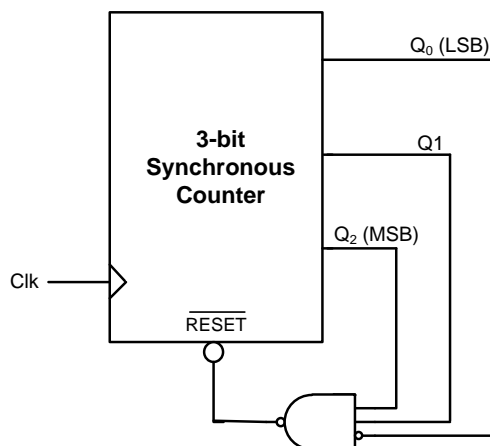 Q₀ (LSB)
3-bit
Synchronous
Counter
Q1
Q₂ (MSB)
Clk
RESET